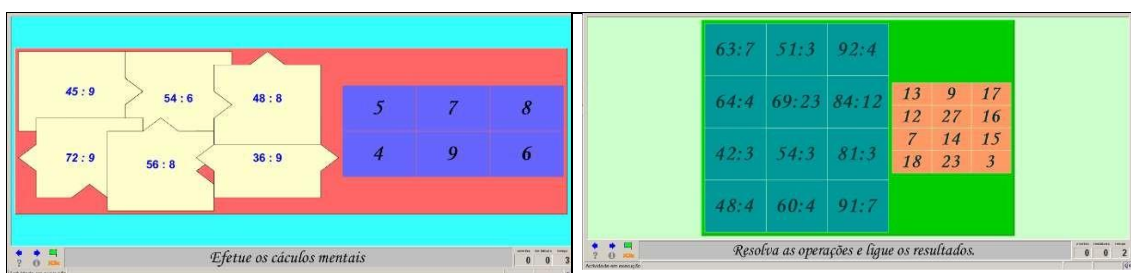 45 : 9
54 : 6
48 : 8
72 : 9
56 : 8
36 : 9
5 7 8
4 9 6
Efetue os cáculos mentais
0 0 3
63:7 51:3 92:4
64:4 69:23 84:12
42:3 54:3 81:3
48:4 60:4 91:7
13 9 17
12 27 16
7 14 15
18 23 3
Resolva as operações e ligue os resultados.
0 0 2